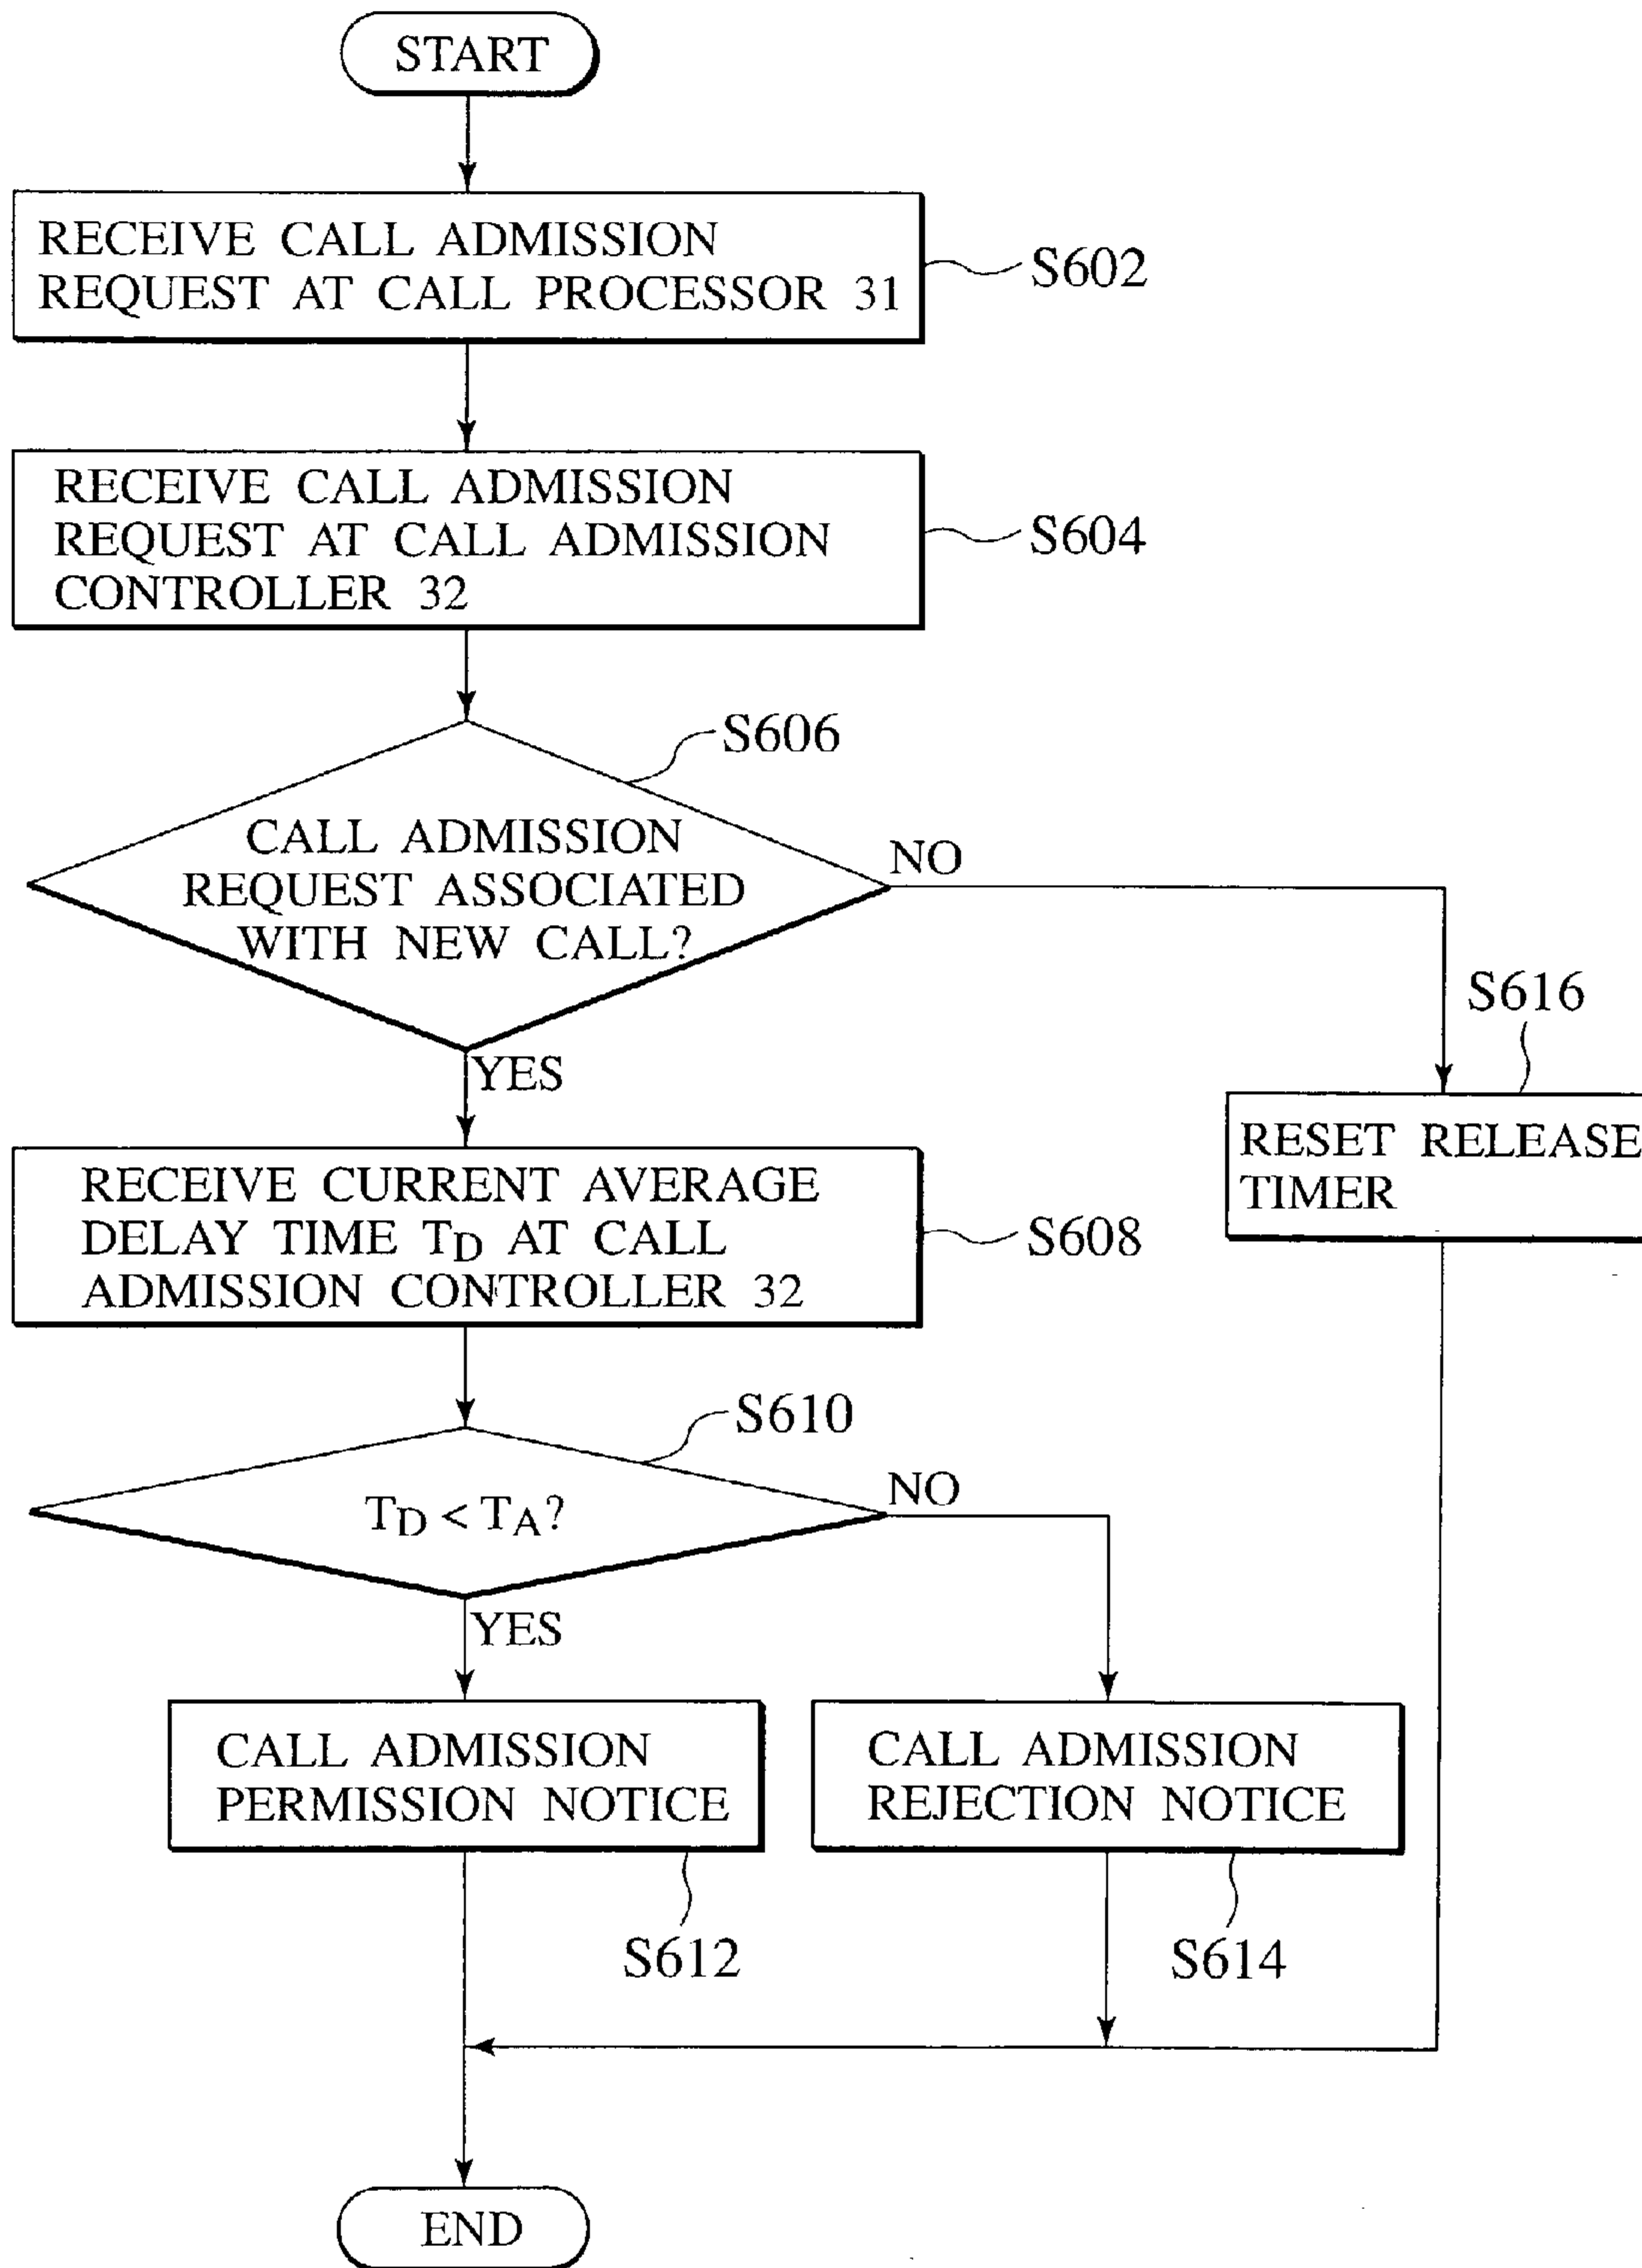 START
RECEIVE CALL ADMISSION
REQUEST AT CALL PROCESSOR 31
S602
RECEIVE CALL ADMISSION
REQUEST AT CALL ADMISSION
CONTROLLER 32
S604
S606
CALL ADMISSION
REQUEST ASSOCIATED
WITH NEW CALL?
NO
YES
S616
RESET RELEASE
TIMER
RECEIVE CURRENT AVERAGE
DELAY TIME TD AT CALL
ADMISSION CONTROLLER 32
S608
S610
TD < TA?
NO
YES
CALL ADMISSION
PERMISSION NOTICE
S612
CALL ADMISSION
REJECTION NOTICE
S614
END